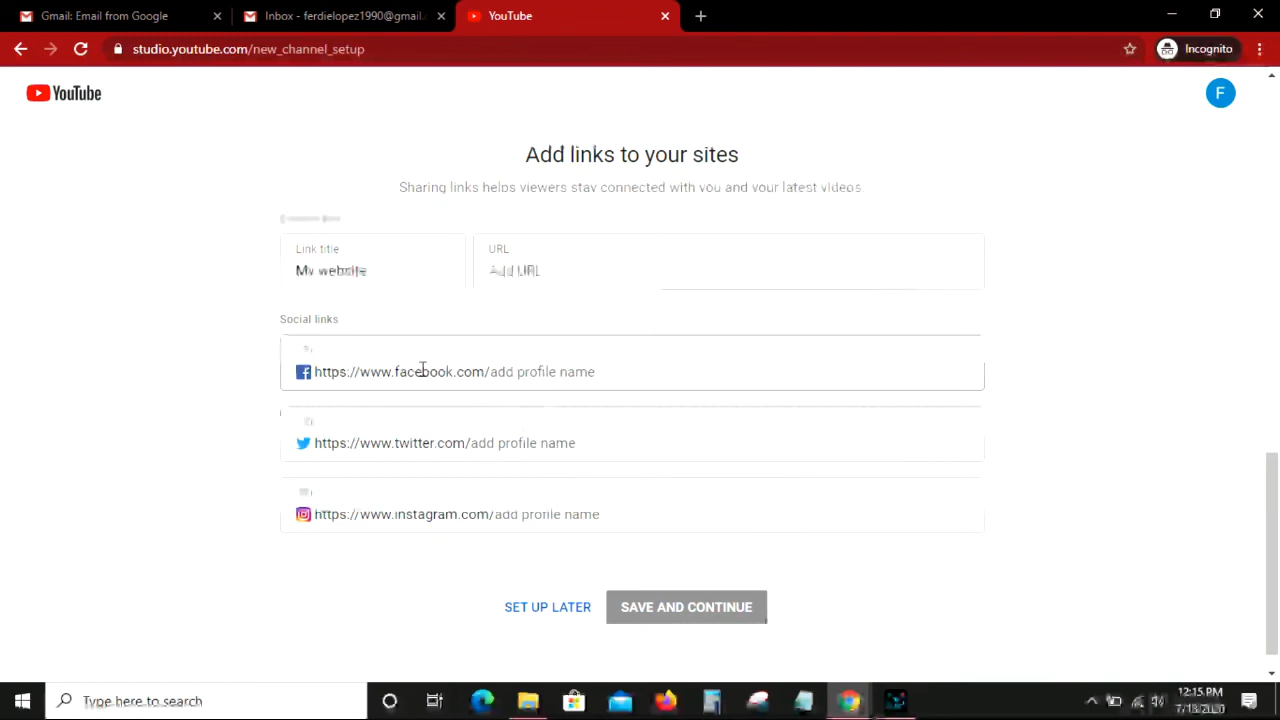 Gmail: Email from Google
Inbox - ferdielopez1990@gmail.
YouTube
studio.youtube.com/new_channel_setup
Incognito
YouTube
F
Add links to your sites
Sharing links helps viewers stay connected with you and your latest videos.
Link title
URL
My website
Add URL
Social links
https://www.facebook.com/add profile name
https://www.twitter.com/add profile name
https://www.instagram.com/add profile name
SET UP LATER
SAVE AND CONTINUE
Type here to search
12:15 PM